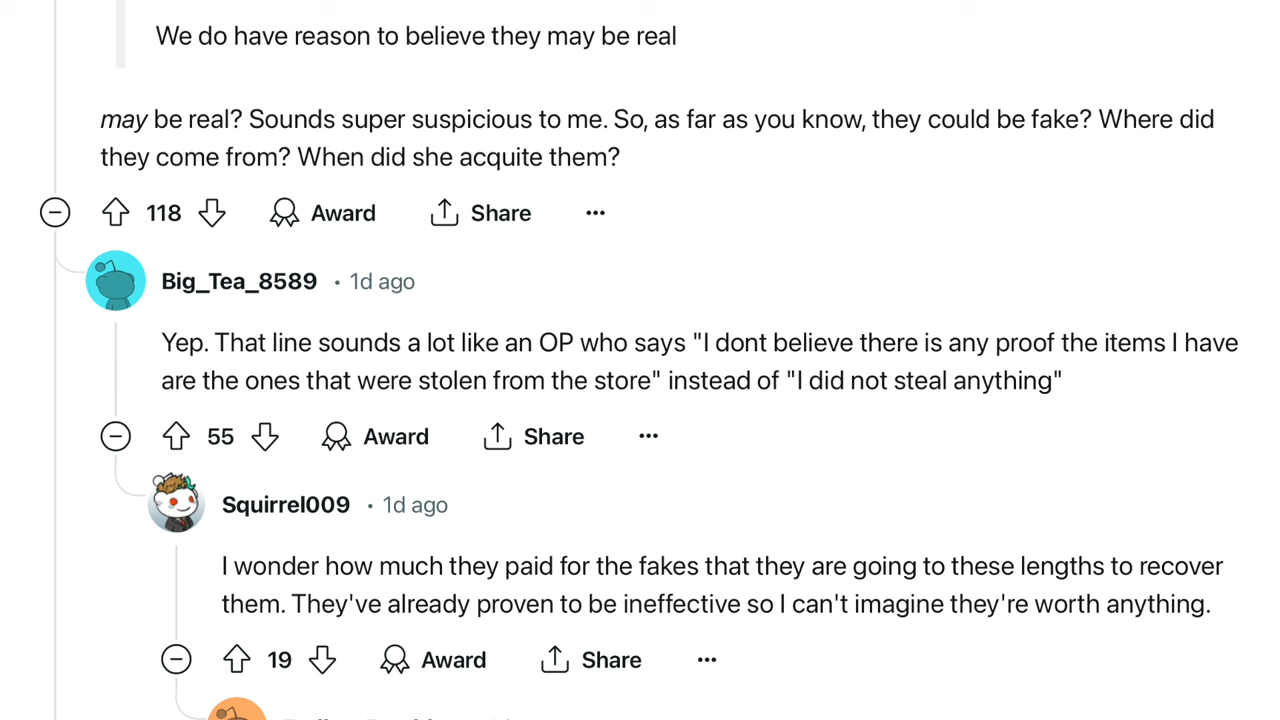 We do have reason to believe they may be real
may be real? Sounds super suspicious to me. So, as far as you know, they could be fake? Where did
they come from? When did she acquite them?
118 Award Share
Big_Tea_8589 • 1d ago
Yep. That line sounds a lot like an OP who says "I dont believe there is any proof the items I have
are the ones that were stolen from the store" instead of "I did not steal anything"
55 Award Share
Squirrel009 • 1d ago
I wonder how much they paid for the fakes that they are going to these lengths to recover
them. They've already proven to be ineffective so I can't imagine they're worth anything.
19 Award Share